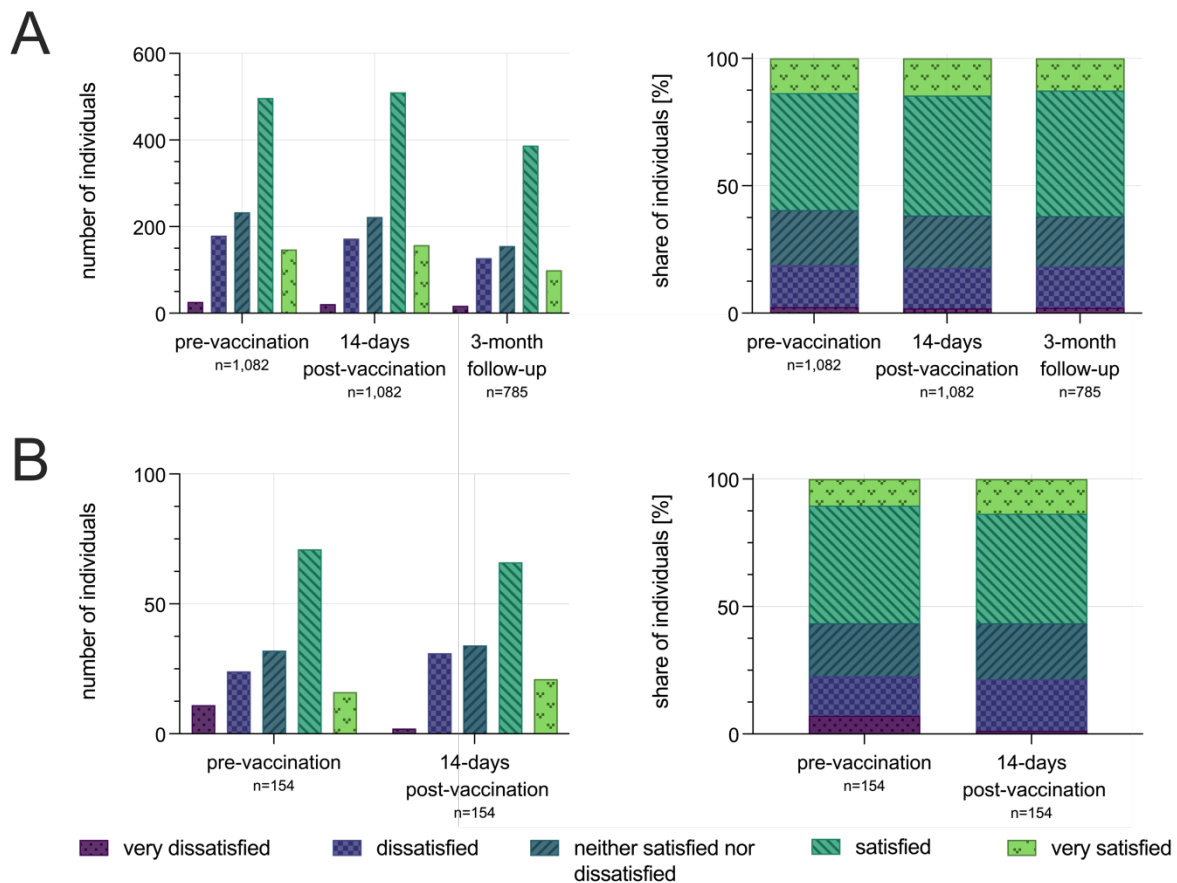 A
600
400
200
0
number of individuals
pre-vaccination
n=1,082
14-days
post-vaccination
n=1,082
3-month
follow-up
n=785
100
50
0
share of individuals [%]
pre-vaccination
n=1,082
14-days
post-vaccination
n=1,082
3-month
follow-up
n=785
B
100
50
0
number of individuals
pre-vaccination
n=154
14-days
post-vaccination
n=154
100
50
0
share of individuals [%]
pre-vaccination
n=154
14-days
post-vaccination
n=154
very dissatisfied
dissatisfied
neither satisfied nor
dissatisfied
satisfied
very satisfied